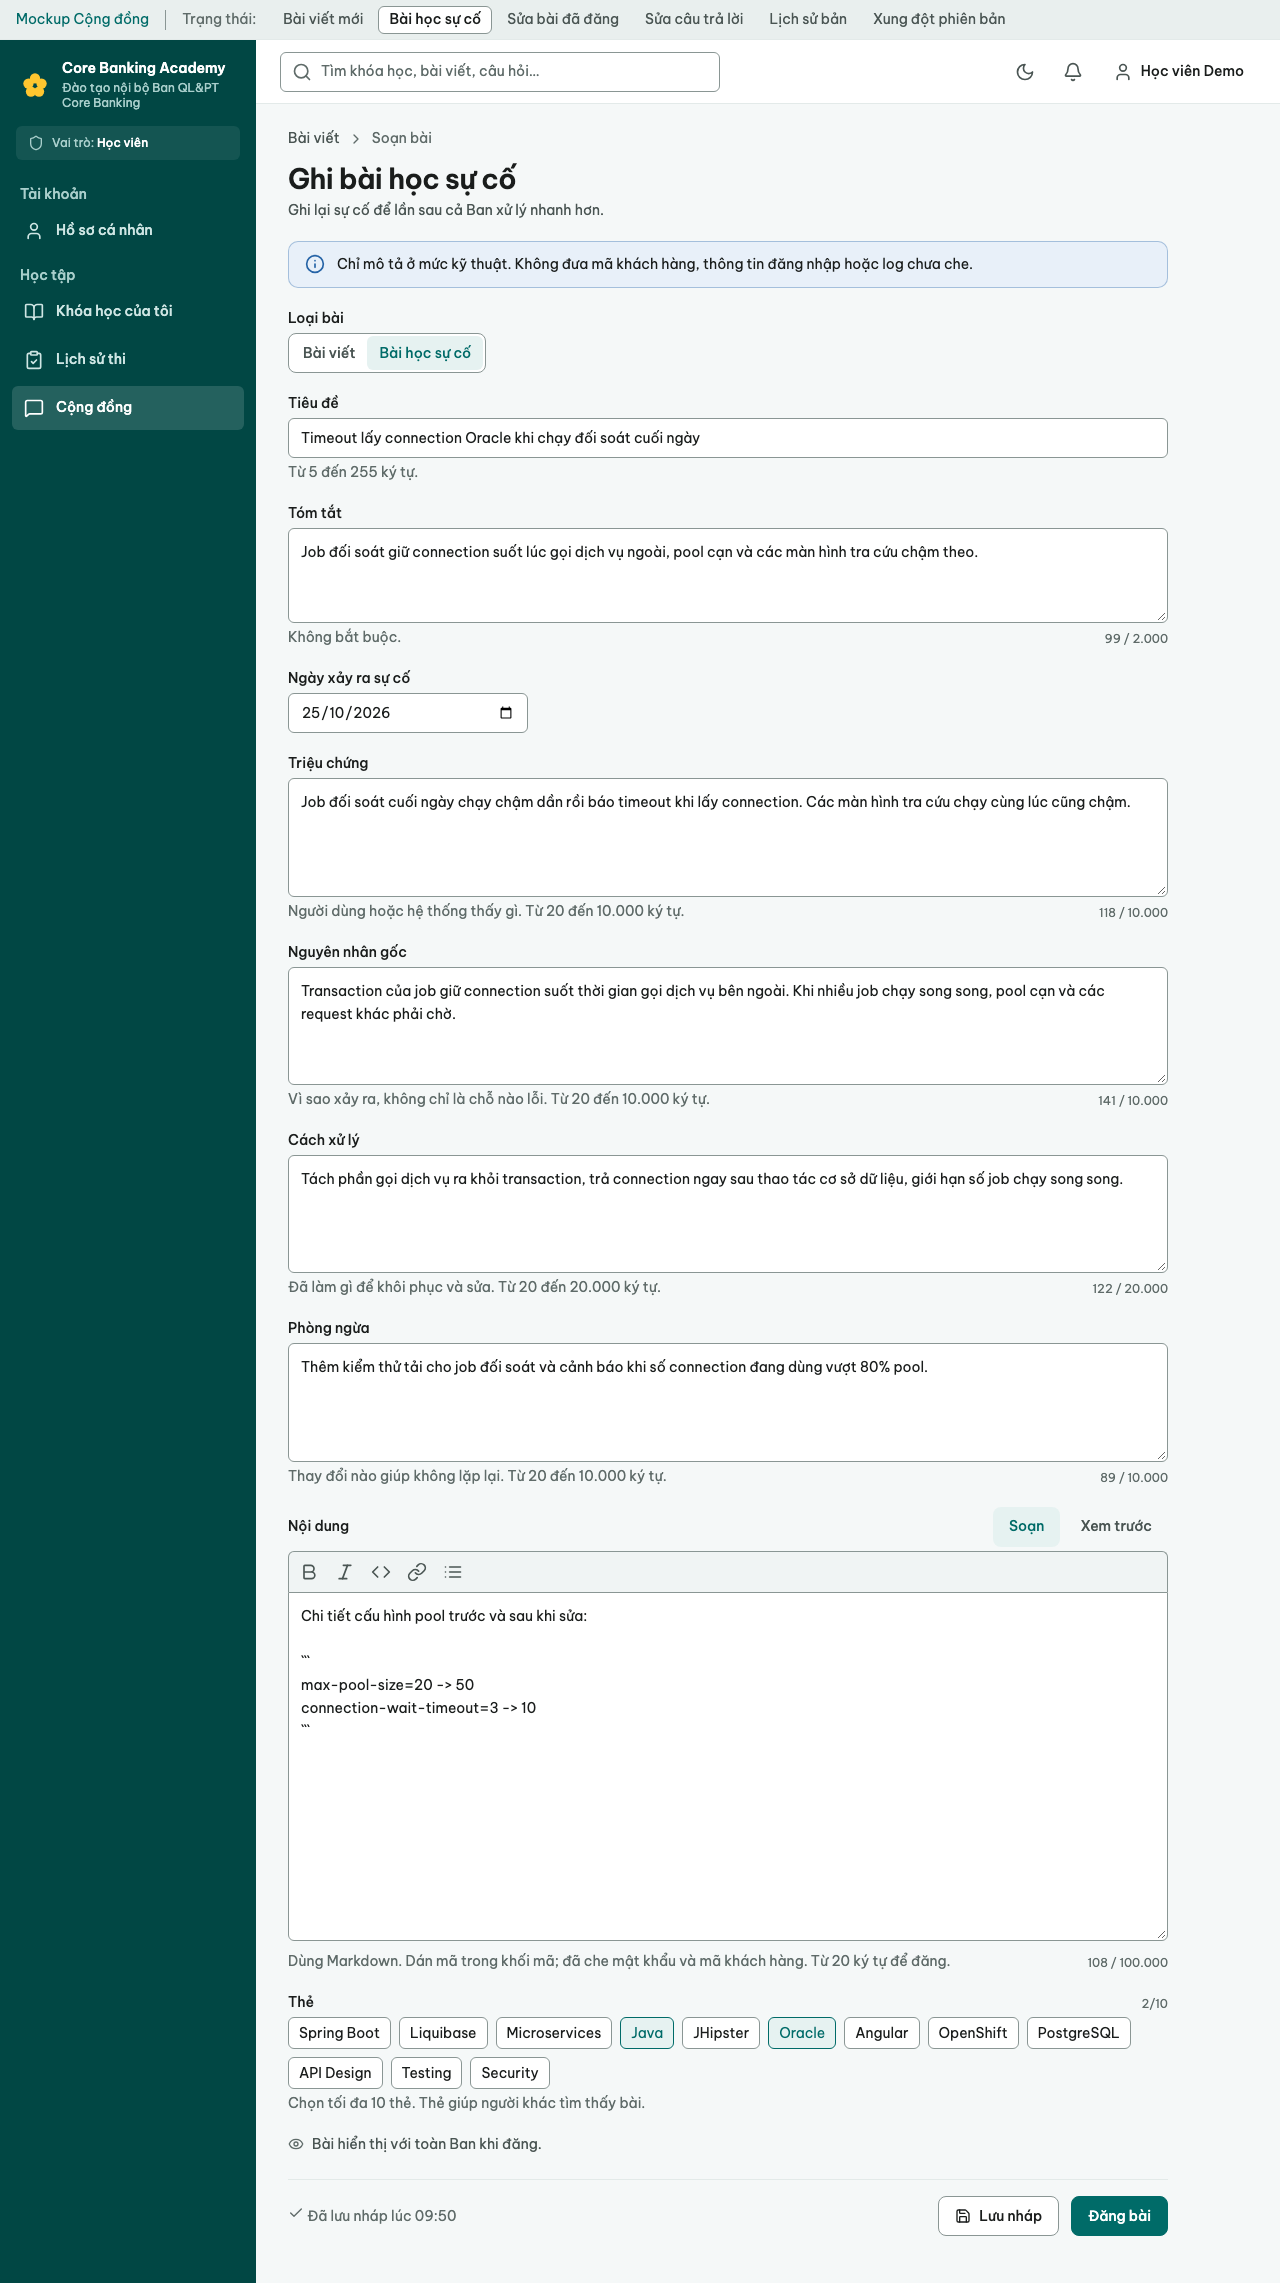 Mockup Cộng đồng
Trạng thái:
Bài viết mới
Bài học sự cố
Sửa bài đã đăng
Sửa câu trả lời
Lịch sử bản
Xung đột phiên bản
Core Banking Academy
Đào tạo nội bộ Ban QL&PT
Core Banking
Vai trò: Học viên
Tài khoản
Hồ sơ cá nhân
Học tập
Khóa học của tôi
Lịch sử thi
Cộng đồng
Tìm khóa học, bài viết, câu hỏi...
Học viên Demo
Bài viết
Soạn bài
Ghi bài học sự cố
Ghi lại sự cố để lần sau cả Ban xử lý nhanh hơn.
Chỉ mô tả ở mức kỹ thuật. Không đưa mã khách hàng, thông tin đăng nhập hoặc log chưa che.
Loại bài
Bài viết
Bài học sự cố
Tiêu đề
Timeout lấy connection Oracle khi chạy đối soát cuối ngày
Từ 5 đến 255 ký tự.
Tóm tắt
Job đối soát giữ connection suốt lúc gọi dịch vụ ngoài, pool cạn và các màn hình tra cứu chậm theo.
Không bắt buộc.
99 / 2.000
Ngày xảy ra sự cố
25/10/2026
Triệu chứng
Job đối soát cuối ngày chạy chậm dần rồi báo timeout khi lấy connection. Các màn hình tra cứu chạy cùng lúc cũng chậm.
Người dùng hoặc hệ thống thấy gì. Từ 20 đến 10.000 ký tự.
118 / 10.000
Nguyên nhân gốc
Transaction của job giữ connection suốt thời gian gọi dịch vụ bên ngoài. Khi nhiều job chạy song song, pool cạn và các
request khác phải chờ.
Vì sao xảy ra, không chỉ là chỗ nào lỗi. Từ 20 đến 10.000 ký tự.
141 / 10.000
Cách xử lý
Tách phần gọi dịch vụ ra khỏi transaction, trả connection ngay sau thao tác cơ sở dữ liệu, giới hạn số job chạy song song.
Đã làm gì để khôi phục và sửa. Từ 20 đến 20.000 ký tự.
122 / 20.000
Phòng ngừa
Thêm kiểm thử tải cho job đối soát và cảnh báo khi số connection đang dùng vượt 80% pool.
Thay đổi nào giúp không lặp lại. Từ 20 đến 10.000 ký tự.
89 / 10.000
Nội dung
Soạn
Xem trước
Chi tiết cấu hình pool trước và sau khi sửa:
```
max-pool-size=20 -> 50
connection-wait-timeout=3 -> 10
```
Dùng Markdown. Dán mã trong khối mã; đã che mật khẩu và mã khách hàng. Từ 20 ký tự để đăng.
108 / 100.000
Thẻ
2/10
Spring Boot
Liquibase
Microservices
Java
JHipster
Oracle
Angular
OpenShift
PostgreSQL
API Design
Testing
Security
Chọn tối đa 10 thẻ. Thẻ giúp người khác tìm thấy bài.
Bài hiển thị với toàn Ban khi đăng.
Đã lưu nháp lúc 09:50
Lưu nháp
Đăng bài